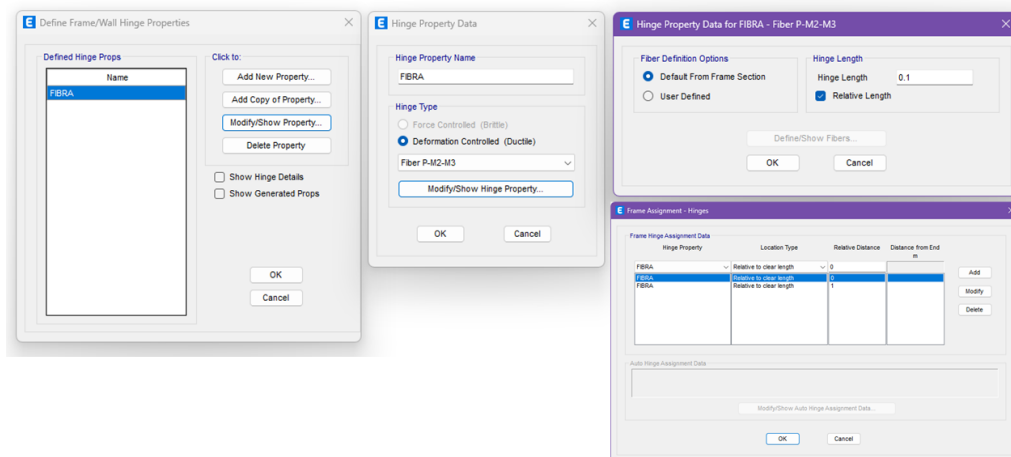 E Define Frame/Wall Hinge Properties
Defined Hinge Props
Name
FIBRA
Click to:
Add New Property...
Add Copy of Property...
Modify/Show Property...
Delete Property
Show Hinge Details
Show Generated Props
OK
Cancel
E Hinge Property Data
Hinge Property Name
FIBRA
Hinge Type
Force Controlled (Brittle)
Deformation Controlled (Ductile)
Fiber P-M2-M3
Modify/Show Hinge Property...
OK Cancel
E Hinge Property Data for FIBRA - Fiber P-M2-M3
Fiber Definition Options
Default From Frame Section
User Defined
Hinge Length
Hinge Length 0.1
Relative Length
Define/Show Fibers...
OK Cancel
E Frame Assignment - Hinges
Frame Hinge Assignment Data
Hinge Property Location Type Relative Distance Distance from End
m
FIBRA Relative to clear length 0
FIBRA Relative to clear length 0
FIBRA Relative to clear length 1
Add
Modify
Delete
Auto Hinge Assignment Data
Modify/Show Auto Hinge Assignment Data...
OK Cancel